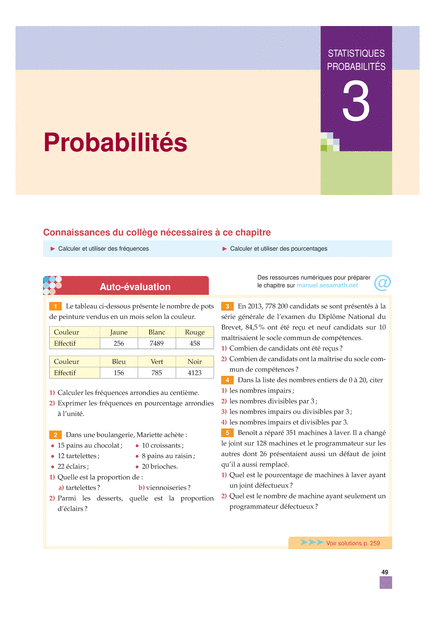 STATISTIQUES
PROBABILITÉS
3
Probabilités
Connaissances du collège nécessaires à ce chapitre
► Calculer et utiliser des fréquences
► Calculer et utiliser des pourcentages
Auto-évaluation
Des ressources numériques pour préparer
le chapitre sur manuel.sesamath.net
@
1 Le tableau ci-dessous présente le nombre de pots
de peinture vendus en un mois selon la couleur.
Couleur Jaune Blanc Rouge
Effectif 256 7489 458
Couleur Bleu Vert Noir
Effectif 156 785 4123
1) Calculer les fréquences arrondies au centième.
2) Exprimer les fréquences en pourcentage arrondies
à l'unité.
2 Dans une boulangerie, Mariette achète :
• 15 pains au chocolat ; • 10 croissants ;
• 12 tartelettes ; • 8 pains au raisin ;
• 22 éclairs ; • 20 brioches.
1) Quelle est la proportion de :
a) tartelettes ? b) viennoiseries ?
2) Parmi les desserts, quelle est la proportion
d'éclairs ?
3 En 2013, 778 200 candidats se sont présentés à la
série générale de l'examen du Diplôme National du
Brevet, 84,5 % ont été reçu et neuf candidats sur 10
maîtrisaient le socle commun de compétences.
1) Combien de candidats ont été reçus ?
2) Combien de candidats ont la maîtrise du socle com-
mun de compétences ?
4 Dans la liste des nombres entiers de 0 à 20, citer
1) les nombres impairs ;
2) les nombres divisibles par 3 ;
3) les nombres impairs ou divisibles par 3 ;
4) les nombres impairs et divisibles par 3.
5 Benoît a réparé 351 machines à laver. Il a changé
le joint sur 128 machines et le programmateur sur les
autres dont 26 présentaient aussi un défaut de joint
qu'il a aussi remplacé.
1) Quel est le pourcentage de machines à laver ayant
un joint défectueux ?
2) Quel est le nombre de machine ayant seulement un
programmateur défectueux ?
Voir solutions p. 259
49